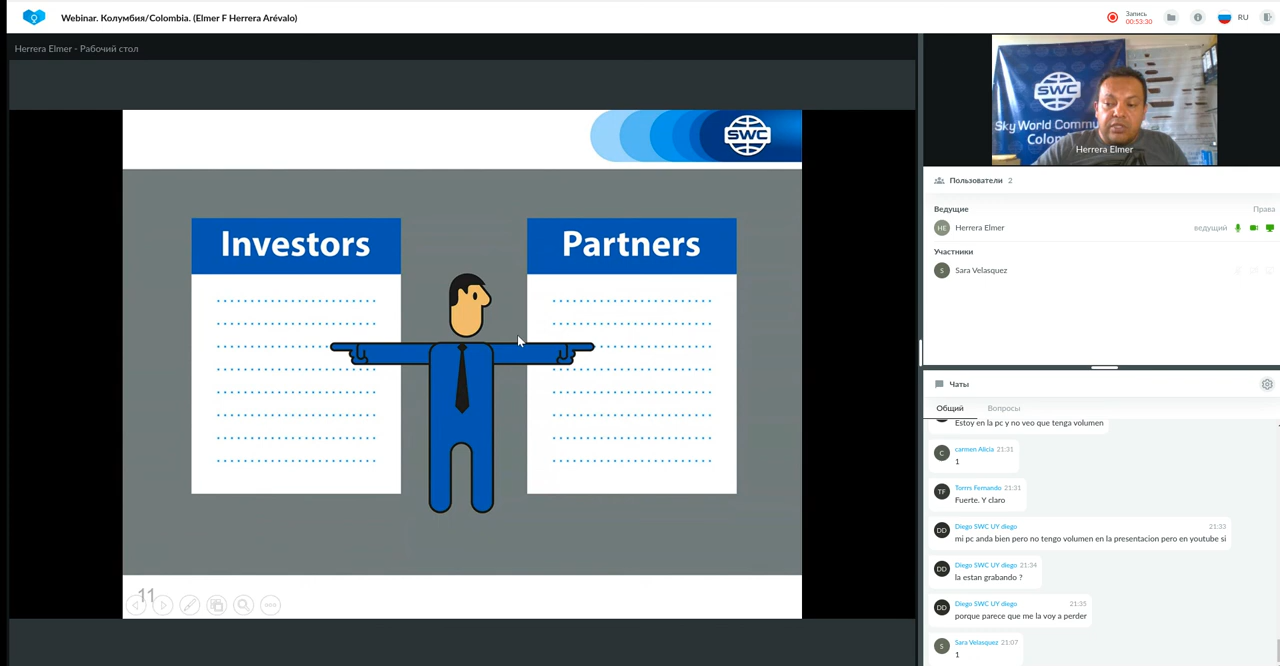 Webinar. Колумбия/Colombia. (Elmer F Herrera Arévalo)
Запись
00:53:30
RU
Herrera Elmer - Рабочий стол
SWC
Investors
Partners
11
SWC
Sky World Commu
Colom
Herrera Elmer
Пользователи 2
Ведущие
Права
HE
Herrera Elmer
ведущий
Участники
S
Sara Velasquez
Чаты
Общий
Вопросы
Estoy en la pc y no veo que tenga volumen
C
carmen Alicia 21:31
1
TF
Torrrs Fernando 21:31
Fuerte. Y claro
DD
Diego SWC UY diego 21:33
mi pc anda bien pero no tengo volumen en la presentacion pero en youtube si
DD
Diego SWC UY diego 21:34
la estan grabando ?
DD
Diego SWC UY diego 21:35
porque parece que me la voy a perder
S
Sara Velasquez 21:07
1